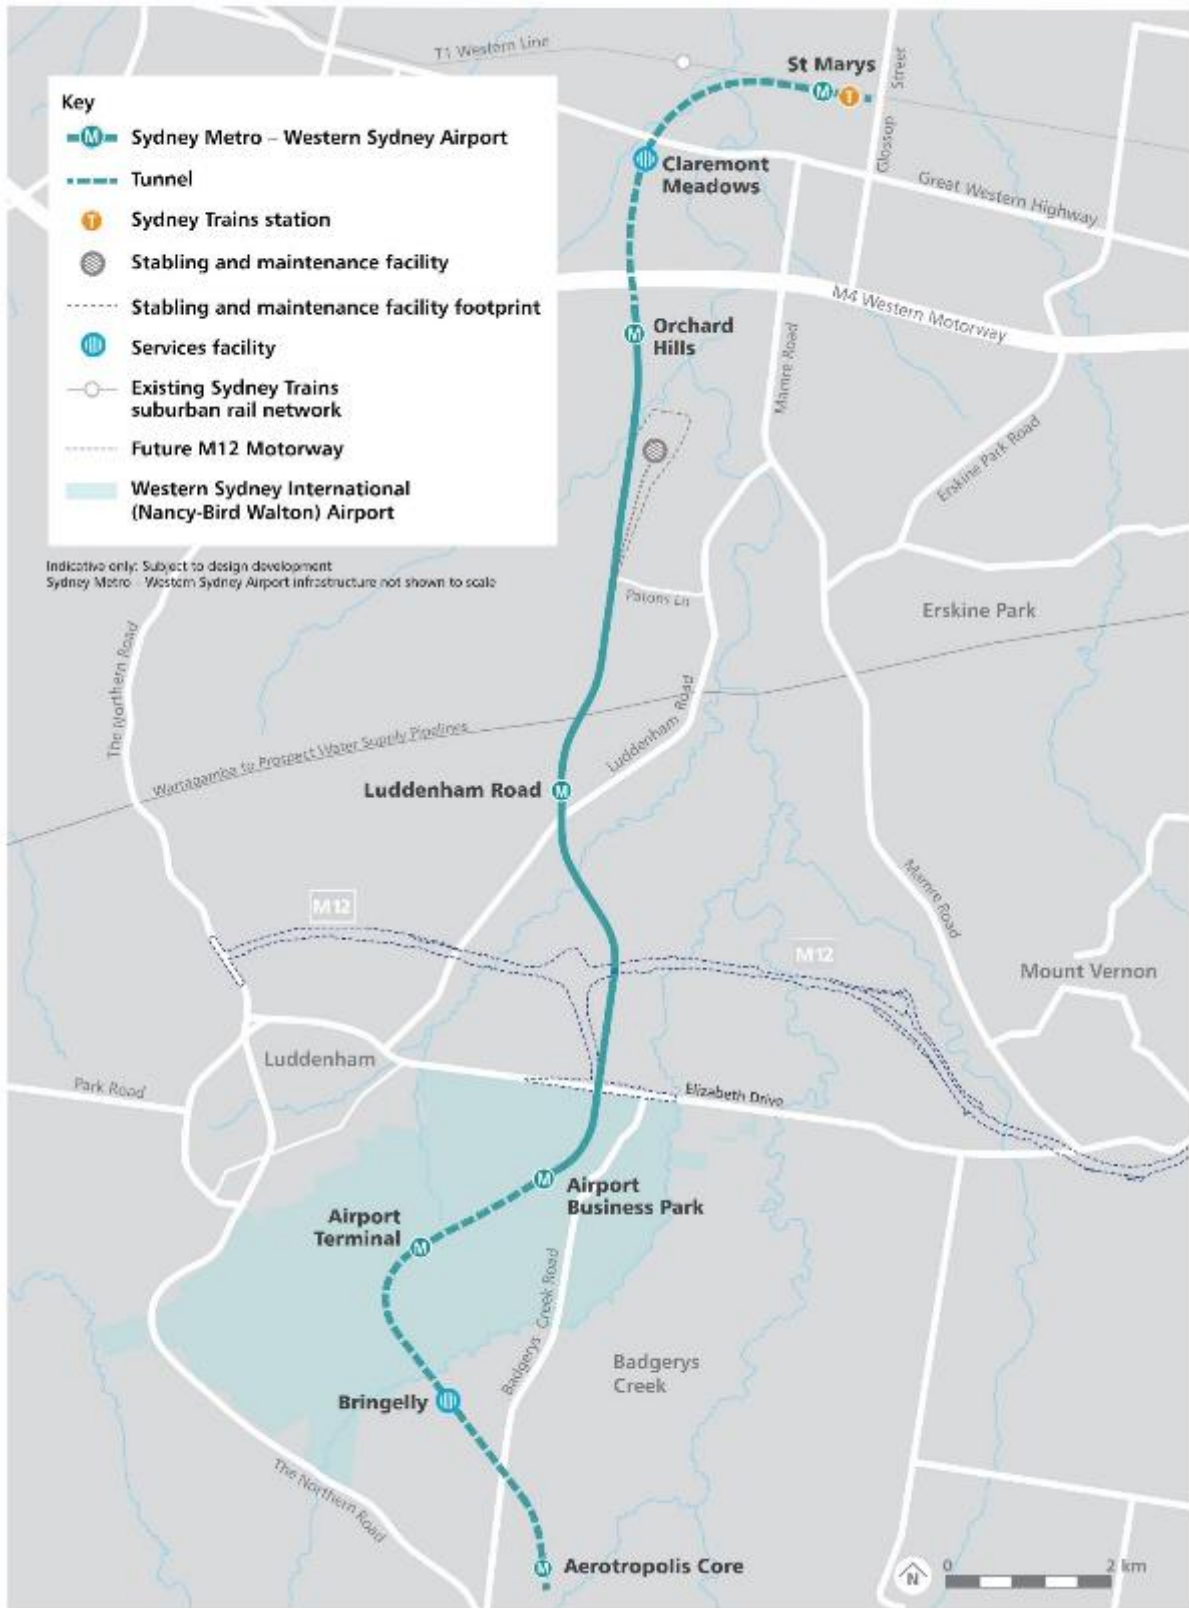 T1 Western Line
St Marys
M
T
Glossop Street
Key
M
Sydney Metro – Western Sydney Airport
Tunnel
T
Sydney Trains station
Stabling and maintenance facility
Stabling and maintenance facility footprint
Services facility
Existing Sydney Trains
suburban rail network
Future M12 Motorway
Western Sydney International
(Nancy-Bird Walton) Airport
Indicative only: Subject to design development
Sydney Metro – Western Sydney Airport infrastructure not shown to scale
Claremont
Meadows
Great Western Highway
M4 Western Motorway
M
Orchard
Hills
Mamre Road
Erskine Park Road
Patons Ln
Erskine Park
The Northern Road
Warragamba to Prospect Water Supply Pipelines
Luddenham Road
Luddenham Road
M
Mamre Road
M12
M12
Mount Vernon
Luddenham
Park Road
Elizabeth Drive
M
Airport
Business Park
Airport
Terminal
M
Badgerys Creek Road
Badgerys
Creek
Bringelly
The Northern Road
M
Aerotropolis Core
N
0
2 km